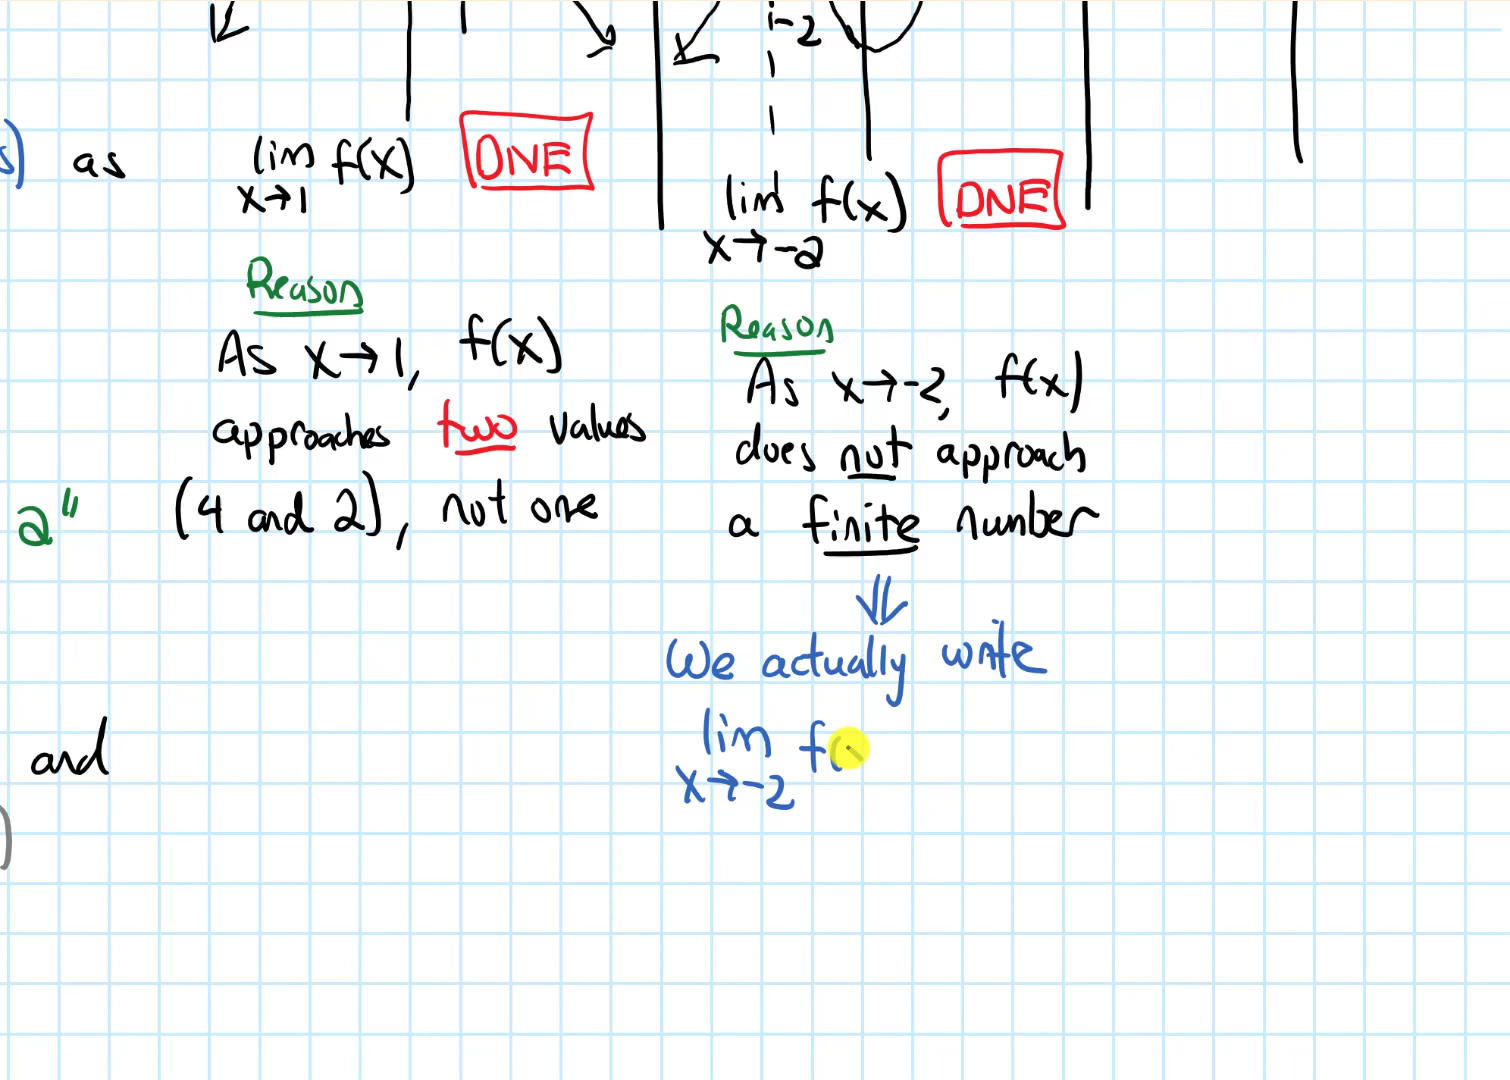 -2
s) as
lim f(x) DNE
x→1
lim f(x) DNE
x→-2
Reason
As x→1, f(x)
approaches two values
(4 and 2), not one
a"
and
)
Reason
As x→-2, f(x)
does not approach
a finite number
⇓
We actually write
lim f(
x→-2